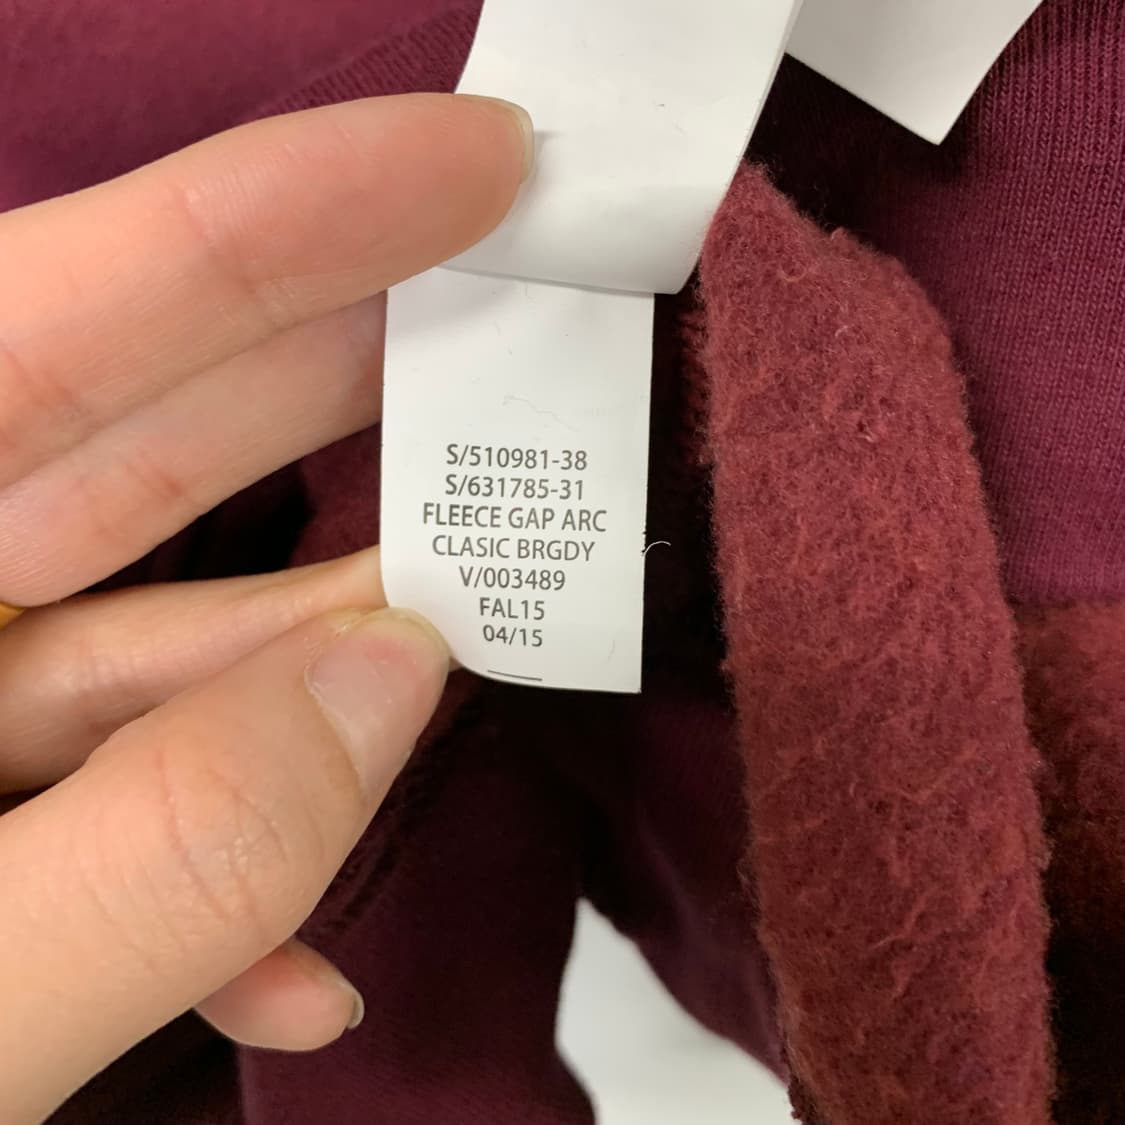 S/510981-38
S/631785-31
FLEECE GAP ARC
CLASIC BRGDY
V/003489
FAL15
04/15